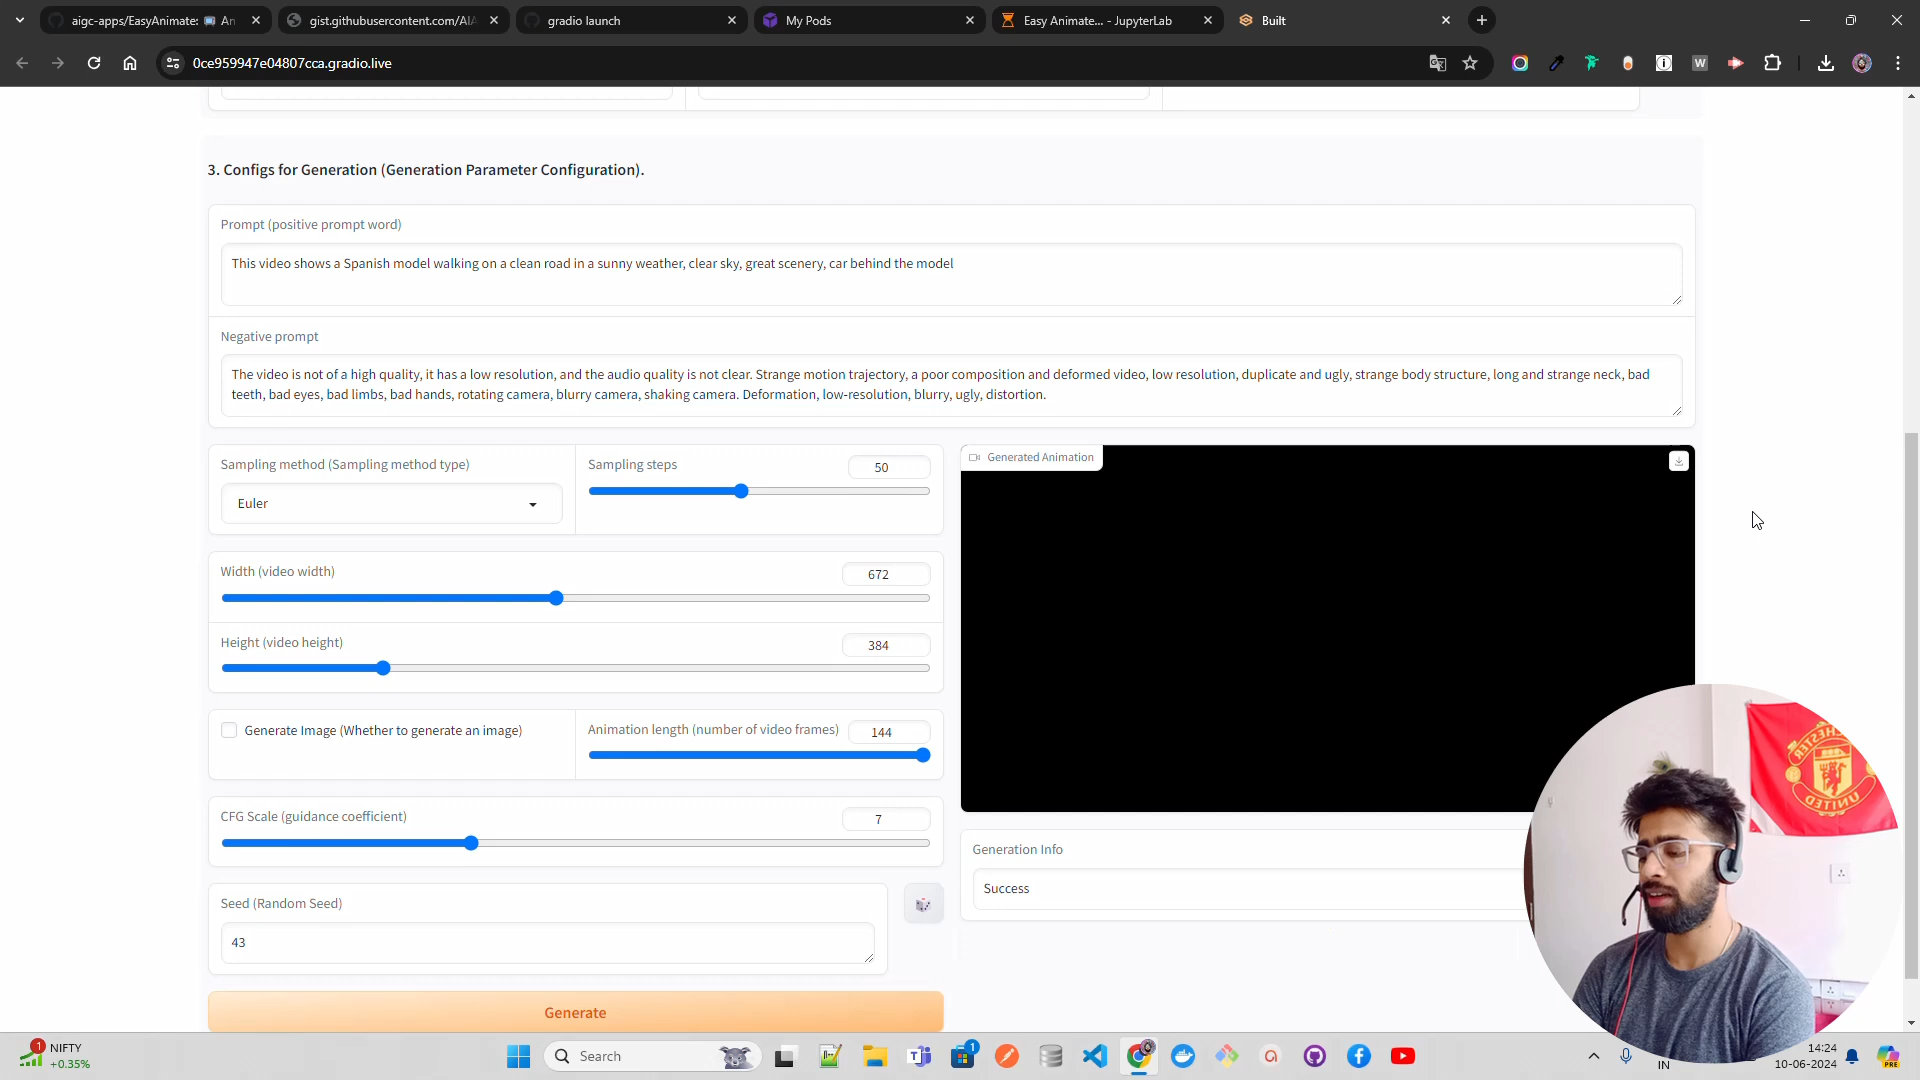 aigc-apps/EasyAnimate: An
gist.githubusercontent.com/AIA
gradio launch
My Pods
Easy Animate... - JupyterLab
Built
0ce959947e04807cca.gradio.live
3. Configs for Generation (Generation Parameter Configuration).
Prompt (positive prompt word)
This video shows a Spanish model walking on a clean road in a sunny weather, clear sky, great scenery, car behind the model
Negative prompt
The video is not of a high quality, it has a low resolution, and the audio quality is not clear. Strange motion trajectory, a poor composition and deformed video, low resolution, duplicate and ugly, strange body structure, long and strange neck, bad
teeth, bad eyes, bad limbs, bad hands, rotating camera, blurry camera, shaking camera. Deformation, low-resolution, blurry, ugly, distortion.
Sampling method (Sampling method type)
Euler
Sampling steps
50
Generated Animation
Width (video width)
672
Height (video height)
384
Generate Image (Whether to generate an image)
Animation length (number of video frames)
144
CFG Scale (guidance coefficient)
7
Generation Info
Success
Seed (Random Seed)
43
Generate
UNITED
1
NIFTY
+0.35%
Search
1
IN
14:24
10-06-2024
PRE